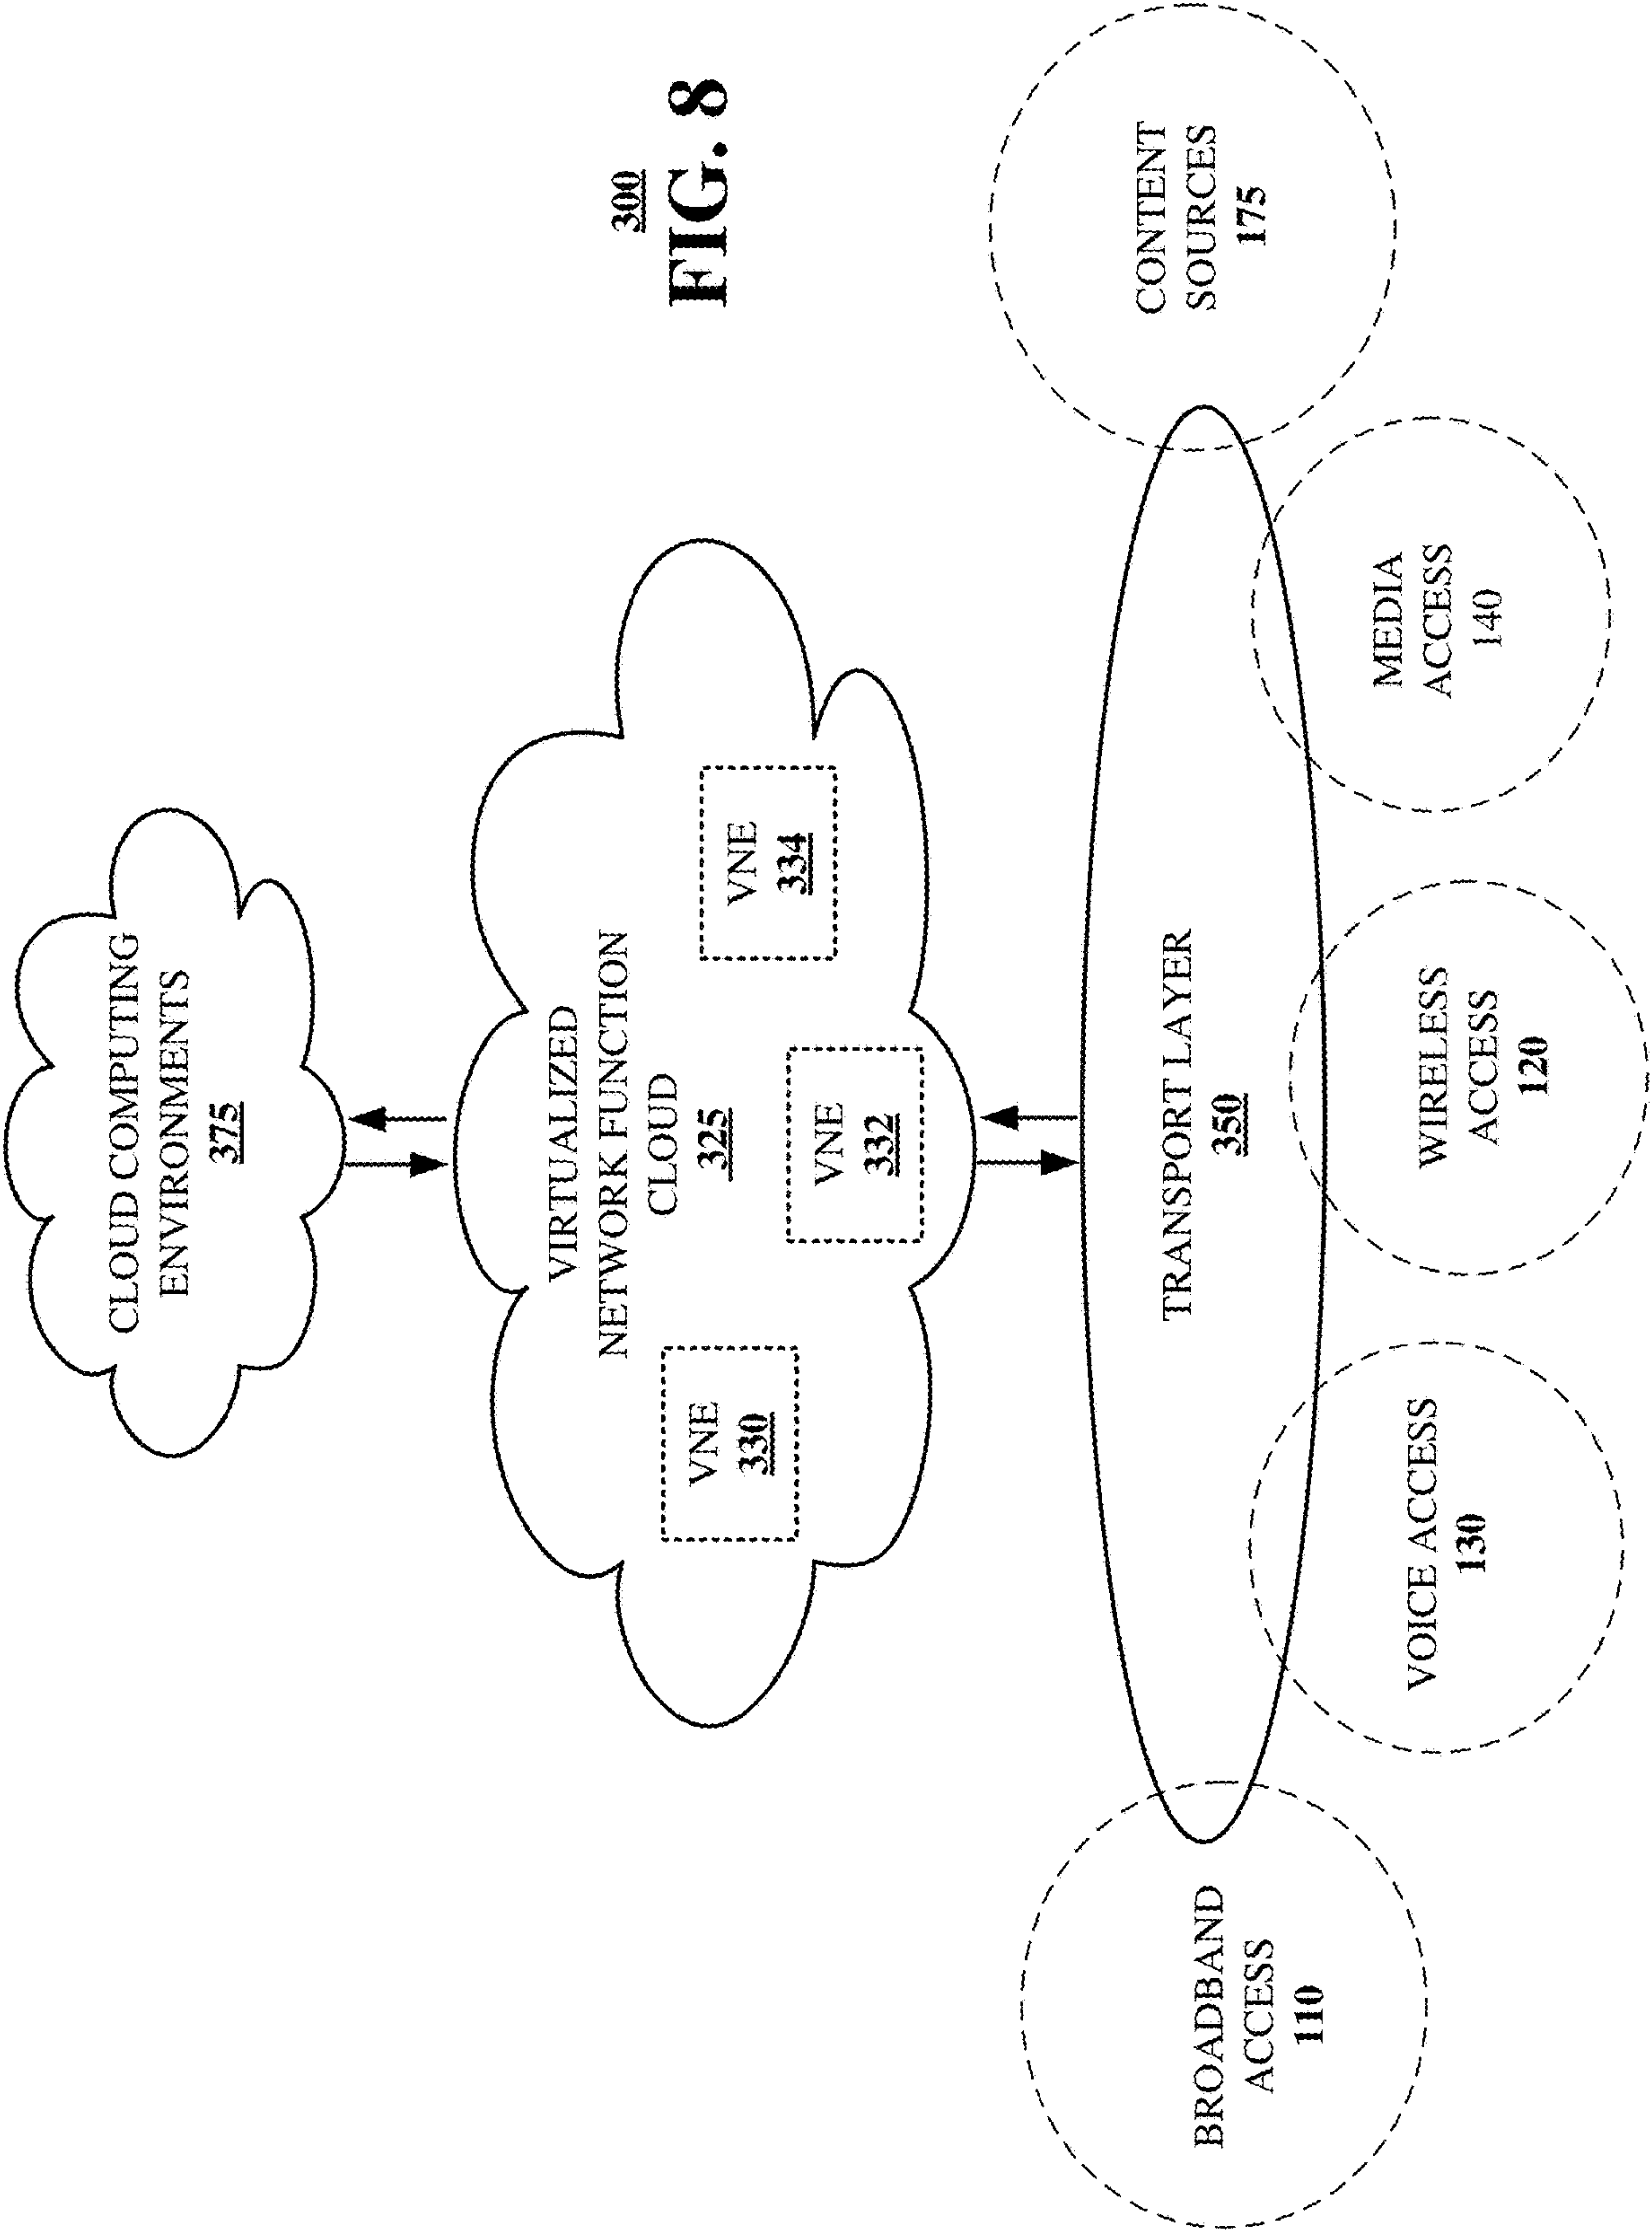 CLOUD COMPUTING
ENVIRONMENTS
375
VIRTUALIZED
NETWORK FUNCTION
CLOUD
325
VNE
330
VNE
332
VNE
334
300
FIG. 8
TRANSPORT LAYER
350
BROADBAND
ACCESS
110
VOICE ACCESS
130
WIRELESS
ACCESS
120
MEDIA
ACCESS
140
CONTENT
SOURCES
175